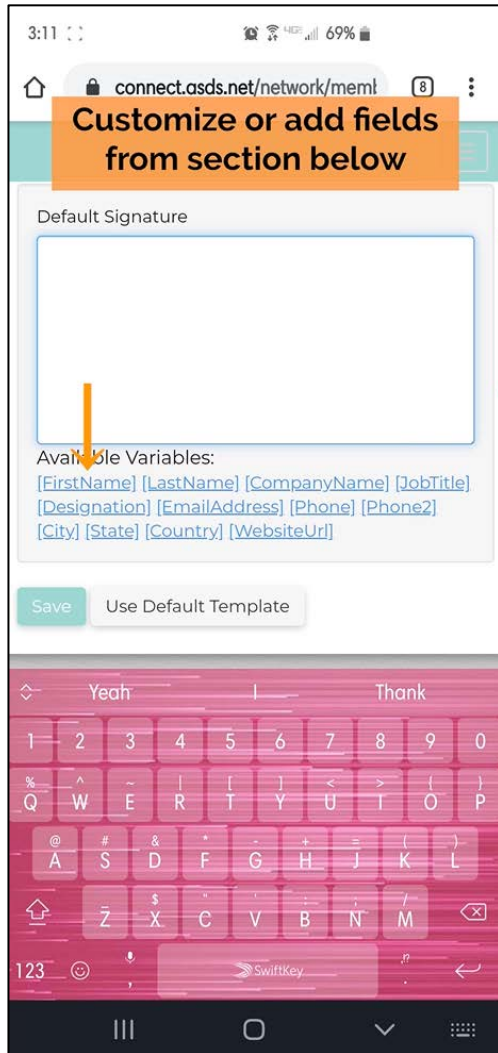 3:11 4GE 69%
connect.asds.net/network/meml 8
Customize or add fields
from section below
Default Signature
Available Variables:
[FirstName] [LastName] [CompanyName] [JobTitle]
[Designation] [EmailAddress] [Phone] [Phone2]
[City] [State] [Country] [WebsiteUrl]
Save Use Default Template
Yeah I Thank
1 2 3 4 5 6 7 8 9 0
% ^ ~ | [ ] < > { }
Q W E R T Y U I O P
@ # & * - + = ( )
A S D F G H J K L
$ " ' : ; /
Z X C V B N M
123 , SwiftKey ,!? .